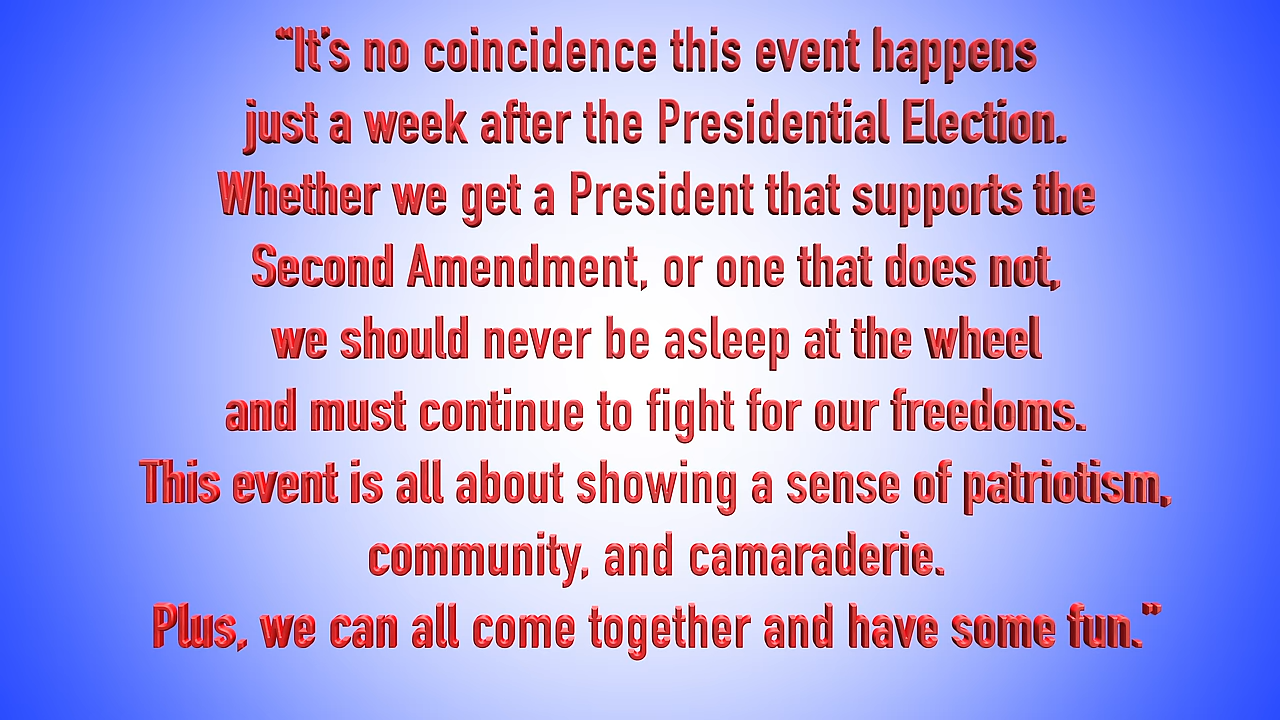 “It’s no coincidence this event happens
just a week after the Presidential Election.
Whether we get a President that supports the
Second Amendment, or one that does not,
we should never be asleep at the wheel
and must continue to fight for our freedoms.
This event is all about showing a sense of patriotism,
community, and camaraderie.
Plus, we can all come together and have some fun.”